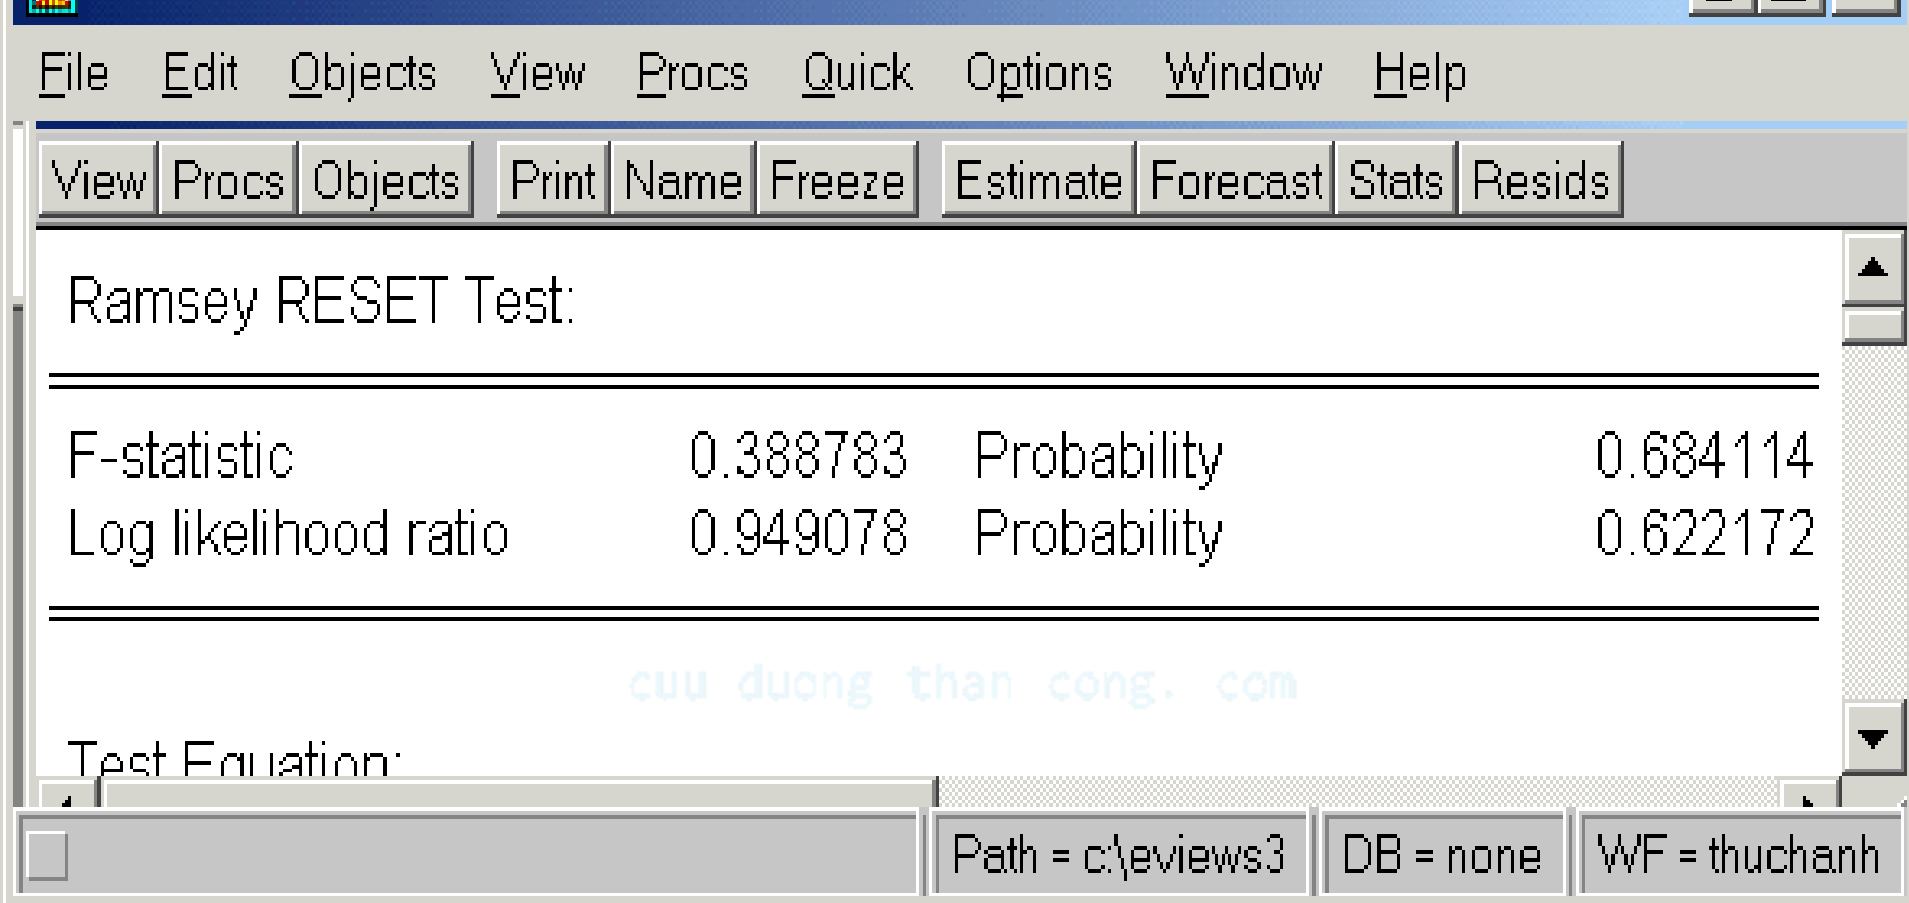 File Edit Objects View Procs Quick Options Window Help
View Procs Objects Print Name Freeze Estimate Forecast Stats Resids
Ramsey RESET Test:
F-statistic 0.388783 Probability 0.684114
Log likelihood ratio 0.949078 Probability 0.622172
cuu duong than cong. com
Test Equation:
Path = c:\eviews3 DB = none WF = thuchanh